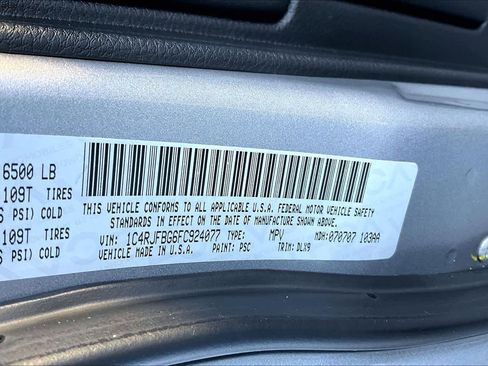 6500 LB
109T TIRES
PSI) COLD
109T TIRES
PSI) COLD
THIS VEHICLE CONFORMS TO ALL APPLICABLE U.S.A. FEDERAL MOTOR VEHICLE SAFETY
STANDARDS IN EFFECT ON THE DATE OF MANUFACTURE SHOWN ABOVE.
VIN: 1C4RJFBG6FC924077 TYPE: MPV MDH:070707 103AA
VEHICLE MADE IN U.S.A. PAINT: PSC TRIM: DLX9